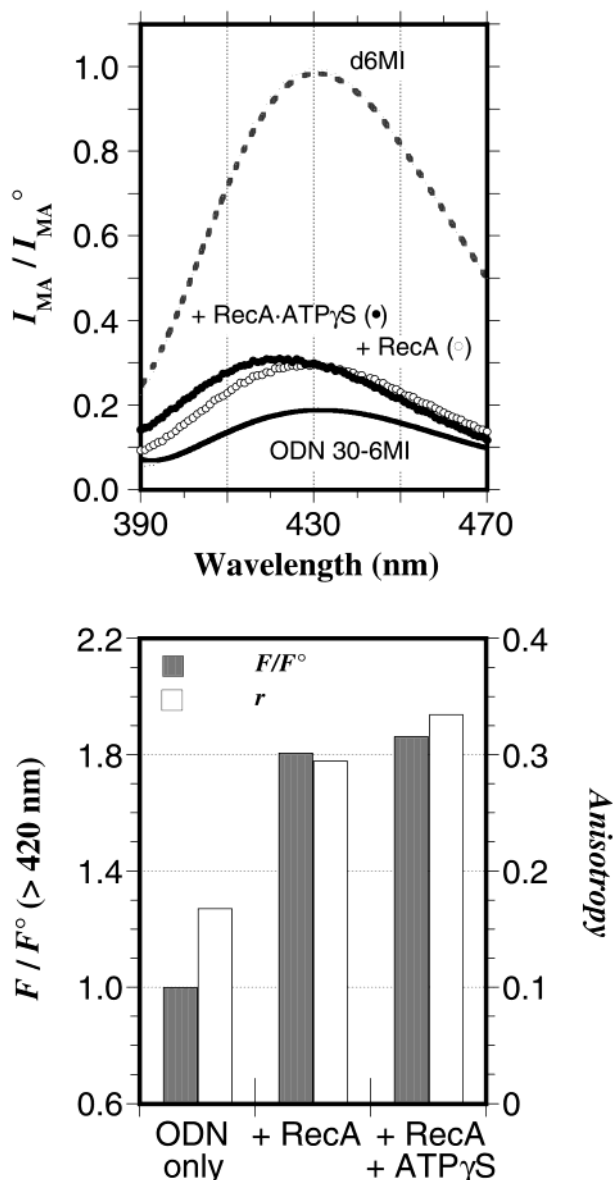 1.0
0.8
0.6
0.4
0.2
0.0
I_MA / I_MA°
d6MI
+ RecA·ATPγS (●)
+ RecA (○)
ODN 30-6MI
390 430 470
Wavelength (nm)
2.2
1.8
1.4
1.0
0.6
F / F° (> 420 nm)
F/F°
r
0.4
0.3
0.2
0.1
0
Anisotropy
ODN only
+ RecA
+ RecA + ATPγS